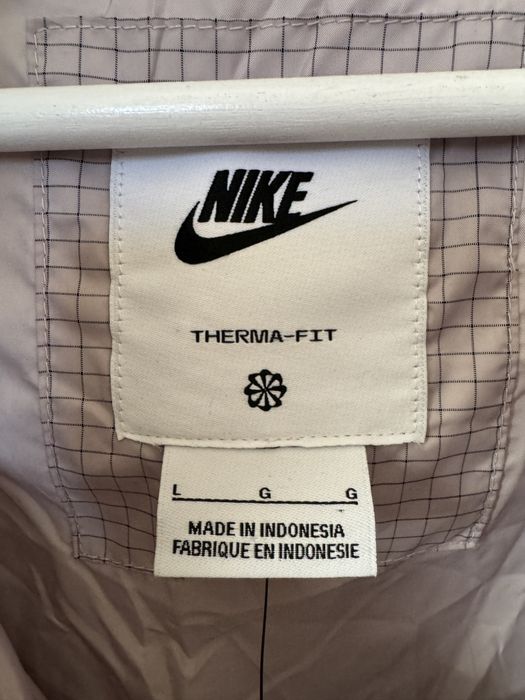 NIKE
THERMA-FIT
L G G
MADE IN INDONESIA
FABRIQUE EN INDONESIE